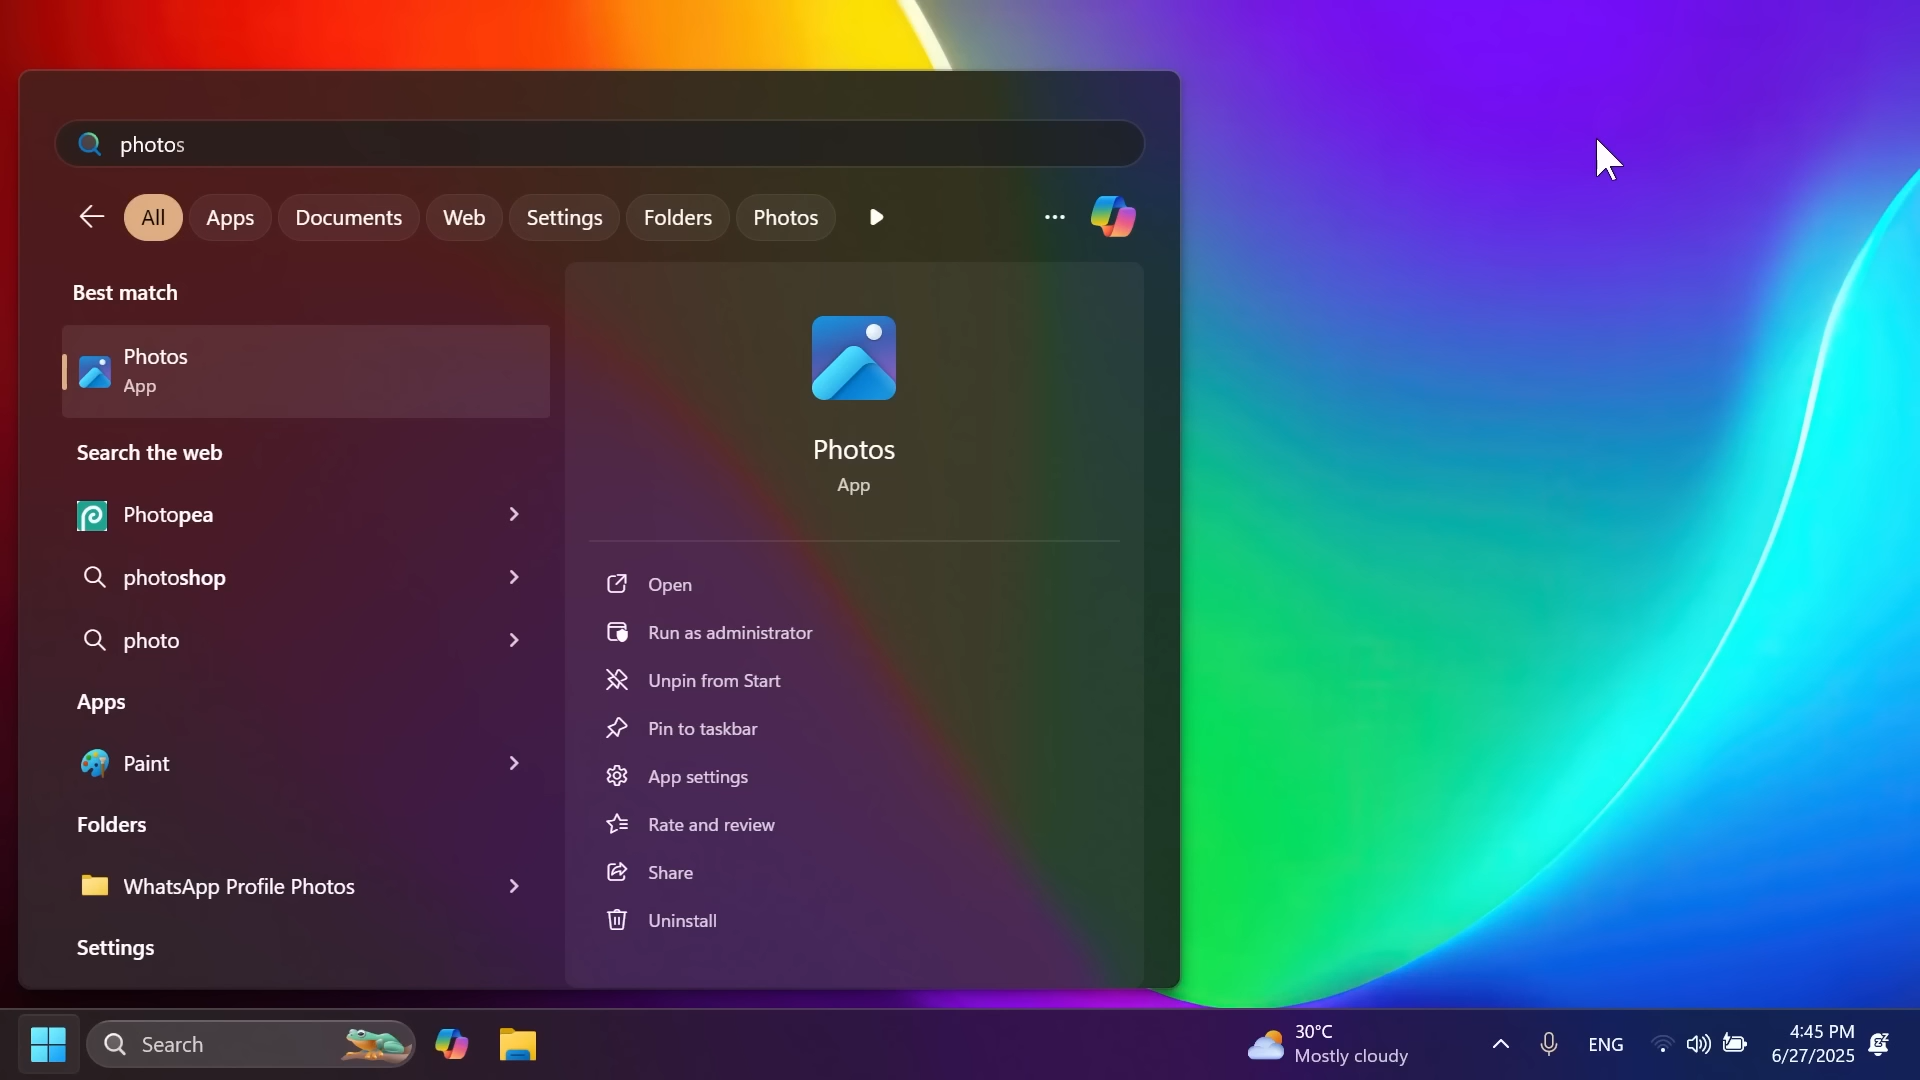 photos
All Apps Documents Web Settings Folders Photos
Best match
Photos
App
Search the web
Photopea
photoshop
photo
Apps
Paint
Folders
WhatsApp Profile Photos
Settings
Photos
App
Open
Run as administrator
Unpin from Start
Pin to taskbar
App settings
Rate and review
Share
Uninstall
Search
30°C
Mostly cloudy
ENG
4:45 PM
6/27/2025